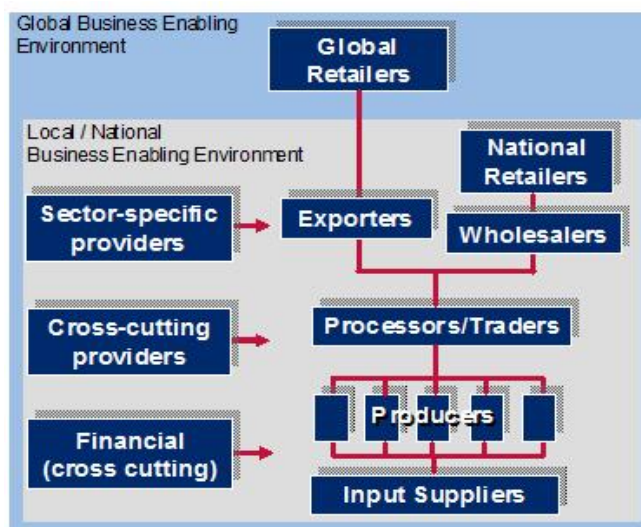 Global Business Enabling
Environment
Global
Retailers
Local / National
Business Enabling Environment
National
Retailers
Sector-specific
providers
Exporters
Wholesalers
Cross-cutting
providers
Processors/Traders
Producers
Financial
(cross cutting)
Input Suppliers